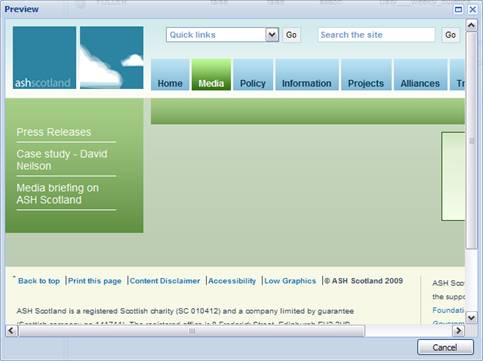 Preview
Quick links
Go
Search the site
Go
ashscotland
Home
Media
Policy
Information
Projects
Alliances
Press Releases
Case study - David
Neilson
Media briefing on
ASH Scotland
Back to top |Print this page |Content Disclaimer |Accessibility |Low Graphics |© ASH Scotland 2009
ASH Scotland is a registered Scottish charity (SC 010412) and a company limited by guarantee
ASH Sco
the suppo
Foundatio
Cancel